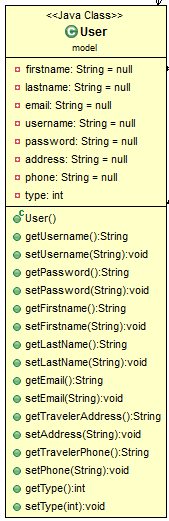 <<Java Class>>
C User
model
firstname: String = null
lastname: String = null
email: String = null
username: String = null
password: String = null
address: String = null
phone: String = null
type: int
C User()
getUsername():String
setUsername(String):void
getPassword():String
setPassword(String):void
getFirstname():String
setFirstname(String):void
getLastName():String
setLastName(String):void
getEmail():String
setEmail(String):void
getTravelerAddress():String
setAddress(String):void
getTravelerPhone():String
setPhone(String):void
getType():int
setType(int):void